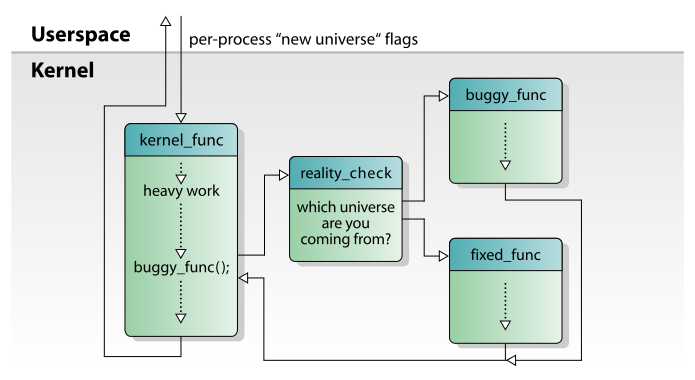 Userspace
per-process “new universe“ flags
Kernel
kernel_func
heavy work
buggy_func();
reality_check
which universe
are you
coming from?
buggy_func
fixed_func